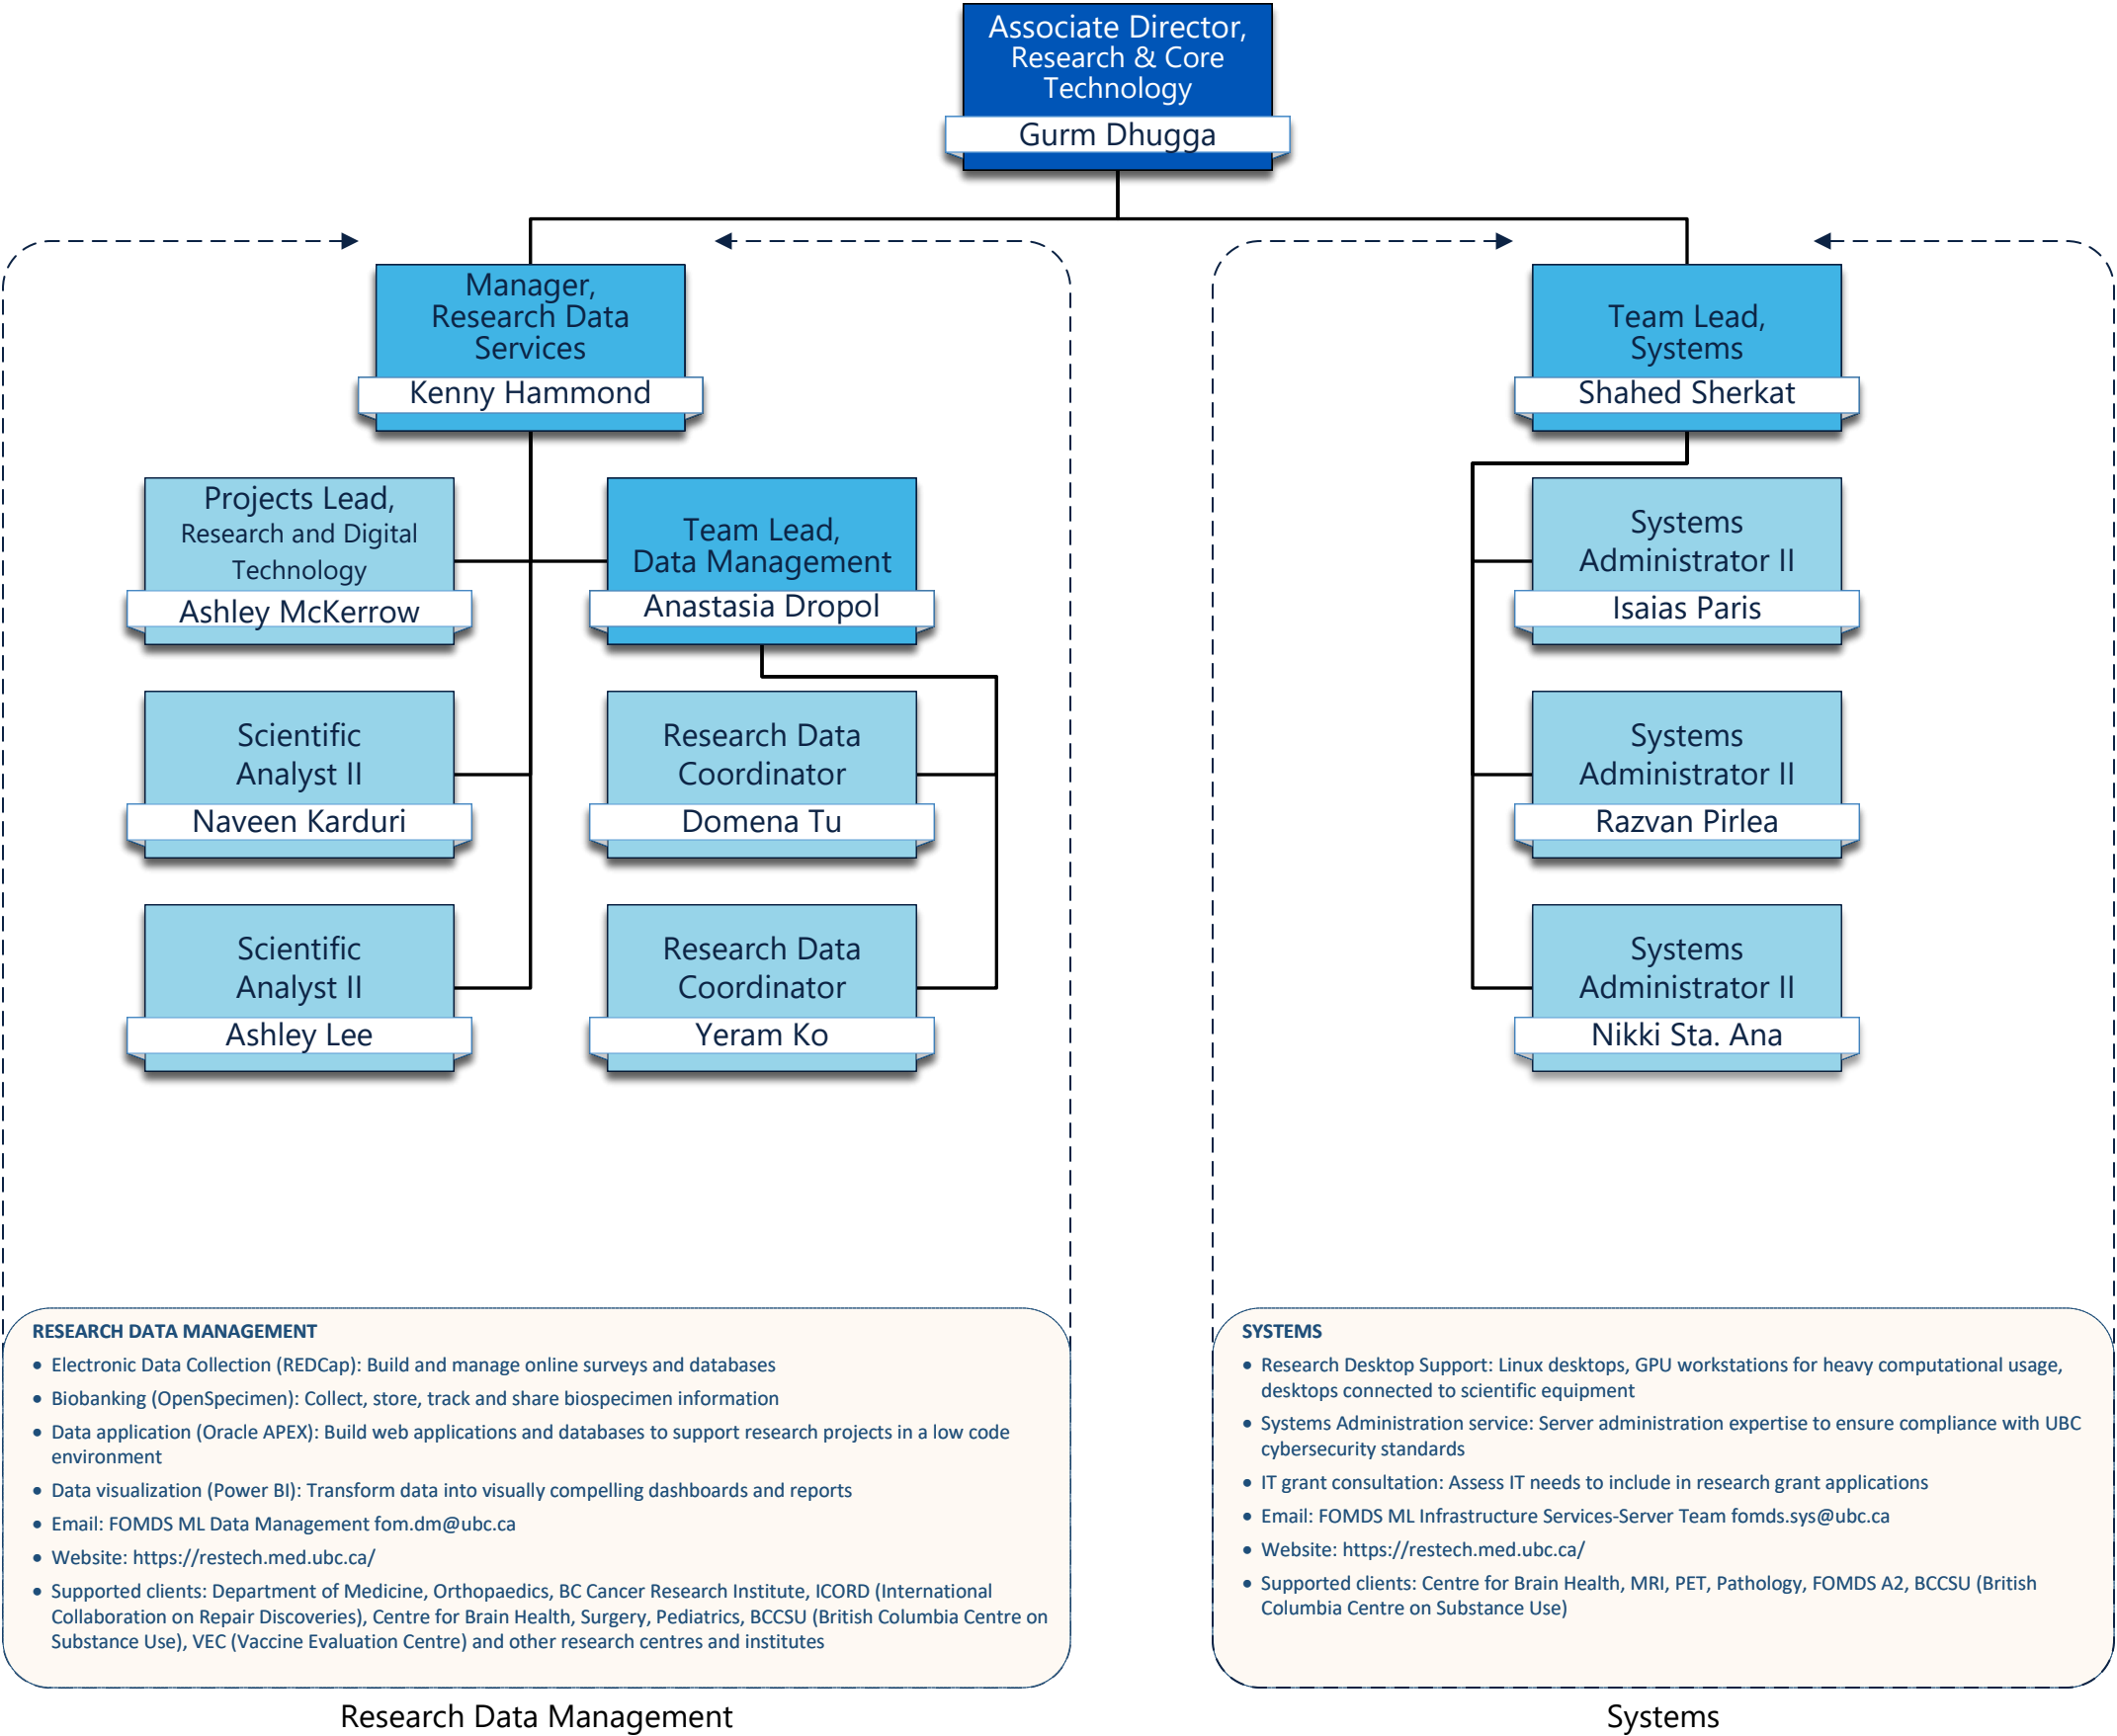 Associate Director,
Research & Core
Technology
Gurm Dhugga
Manager,
Research Data
Services
Kenny Hammond
Team Lead,
Systems
Shahed Sherkat
Projects Lead,
Research and Digital
Technology
Ashley McKerrow
Team Lead,
Data Management
Anastasia Dropol
Systems
Administrator II
Isaias Paris
Scientific
Analyst II
Naveen Karduri
Research Data
Coordinator
Domena Tu
Systems
Administrator II
Razvan Pirlea
Scientific
Analyst II
Ashley Lee
Research Data
Coordinator
Yeram Ko
Systems
Administrator II
Nikki Sta. Ana
RESEARCH DATA MANAGEMENT
• Electronic Data Collection (REDCap): Build and manage online surveys and databases
• Biobanking (OpenSpecimen): Collect, store, track and share biospecimen information
• Data application (Oracle APEX): Build web applications and databases to support research projects in a low code
environment
• Data visualization (Power BI): Transform data into visually compelling dashboards and reports
• Email: FOMDS ML Data Management fom.dm@ubc.ca
• Website: https://restech.med.ubc.ca/
• Supported clients: Department of Medicine, Orthopaedics, BC Cancer Research Institute, ICORD (International
Collaboration on Repair Discoveries), Centre for Brain Health, Surgery, Pediatrics, BCCSU (British Columbia Centre on
Substance Use), VEC (Vaccine Evaluation Centre) and other research centres and institutes
SYSTEMS
• Research Desktop Support: Linux desktops, GPU workstations for heavy computational usage,
desktops connected to scientific equipment
• Systems Administration service: Server administration expertise to ensure compliance with UBC
cybersecurity standards
• IT grant consultation: Assess IT needs to include in research grant applications
• Email: FOMDS ML Infrastructure Services-Server Team fomds.sys@ubc.ca
• Website: https://restech.med.ubc.ca/
• Supported clients: Centre for Brain Health, MRI, PET, Pathology, FOMDS A2, BCCSU (British
Columbia Centre on Substance Use)
Research Data Management
Systems